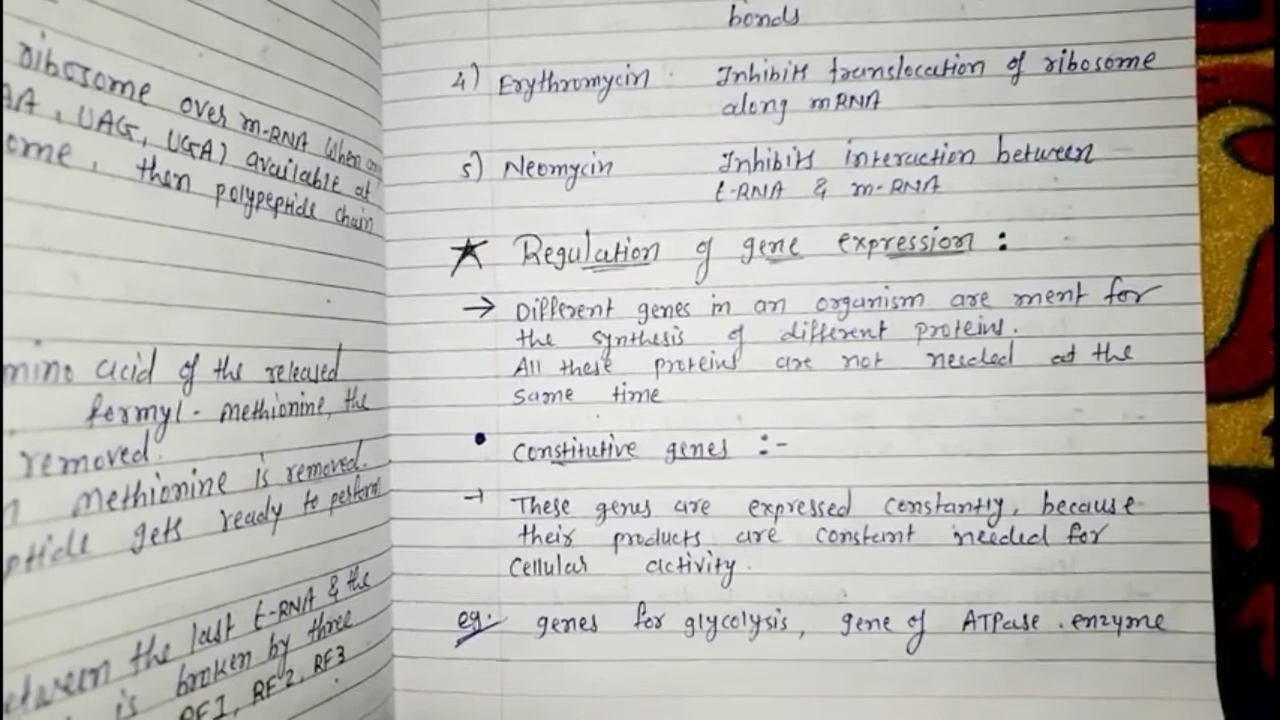 ribosome over m-RNA when
AA, UAG, UGA) available at
ome, then polypeptide chain
mino acid of the released
formyl - methionine, the
removed.
methionine is removed.
ptide gets ready to perform
etween the last t-RNA & the
is broken by three
RF1, RF2, RF3
bonds
4) Erythromycin Inhibits translocation of ribosome
along mRNA
5) Neomycin Inhibits interaction between
t-RNA & m-RNA
★ Regulation of gene expression :
→ Different genes in an organism are ment for
the synthesis of different proteins.
All these proteins are not needed at the
same time
• Constitutive genes :-
→ These genes are expressed constantly, because
their products are constant needed for
cellular activity.
eg. genes for glycolysis, gene of ATPase enzyme